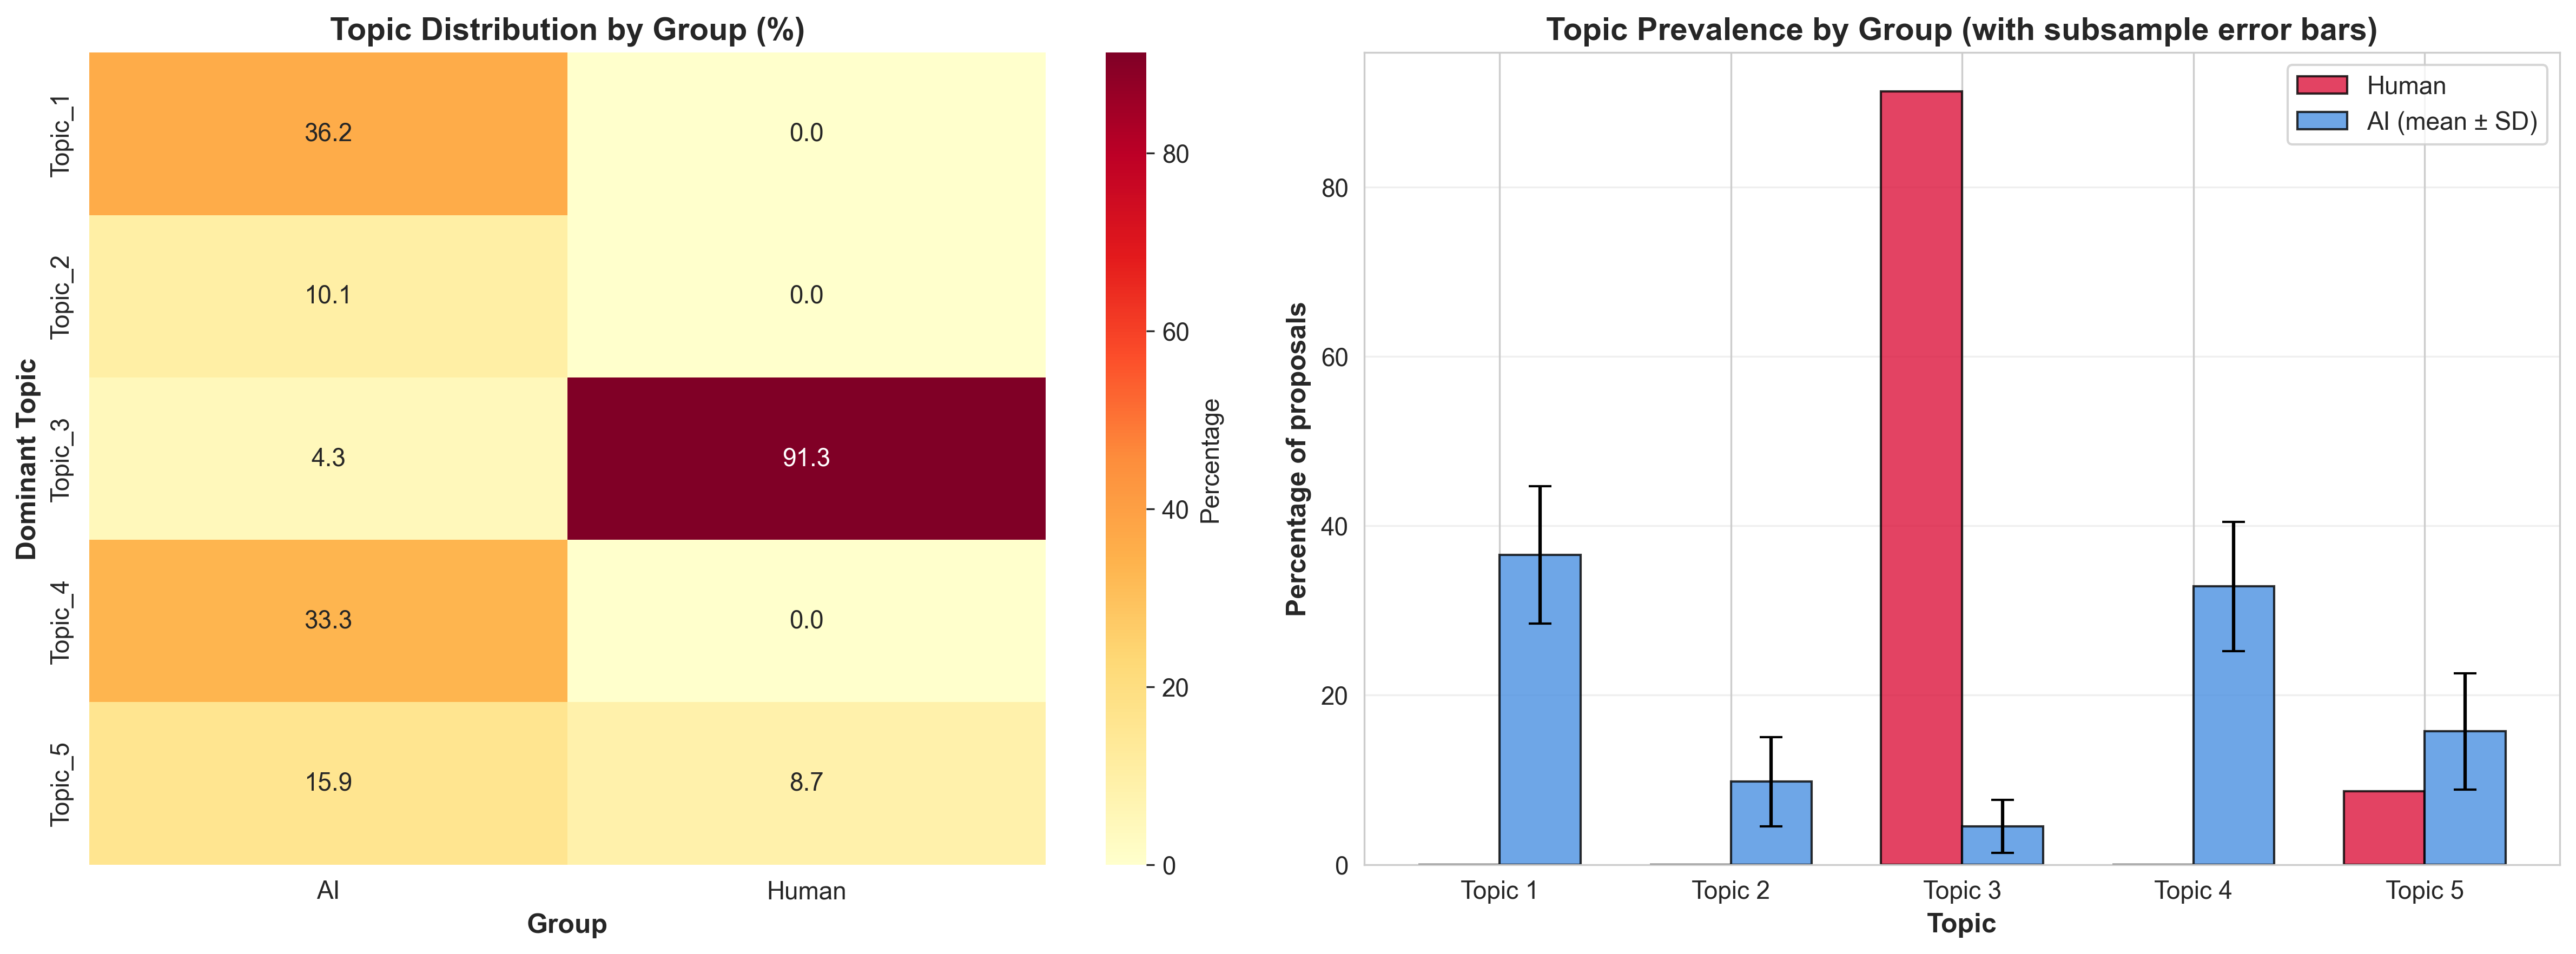 Topic Distribution by Group (%)
Dominant Topic
Topic_1
36.2
0.0
Topic_2
10.1
0.0
Topic_3
4.3
91.3
Topic_4
33.3
0.0
Topic_5
15.9
8.7
AI
Human
Group
80
60
40
20
0
Percentage
Topic Prevalence by Group (with subsample error bars)
Human
AI (mean ± SD)
Percentage of proposals
80
60
40
20
0
Topic 1
Topic 2
Topic 3
Topic 4
Topic 5
Topic